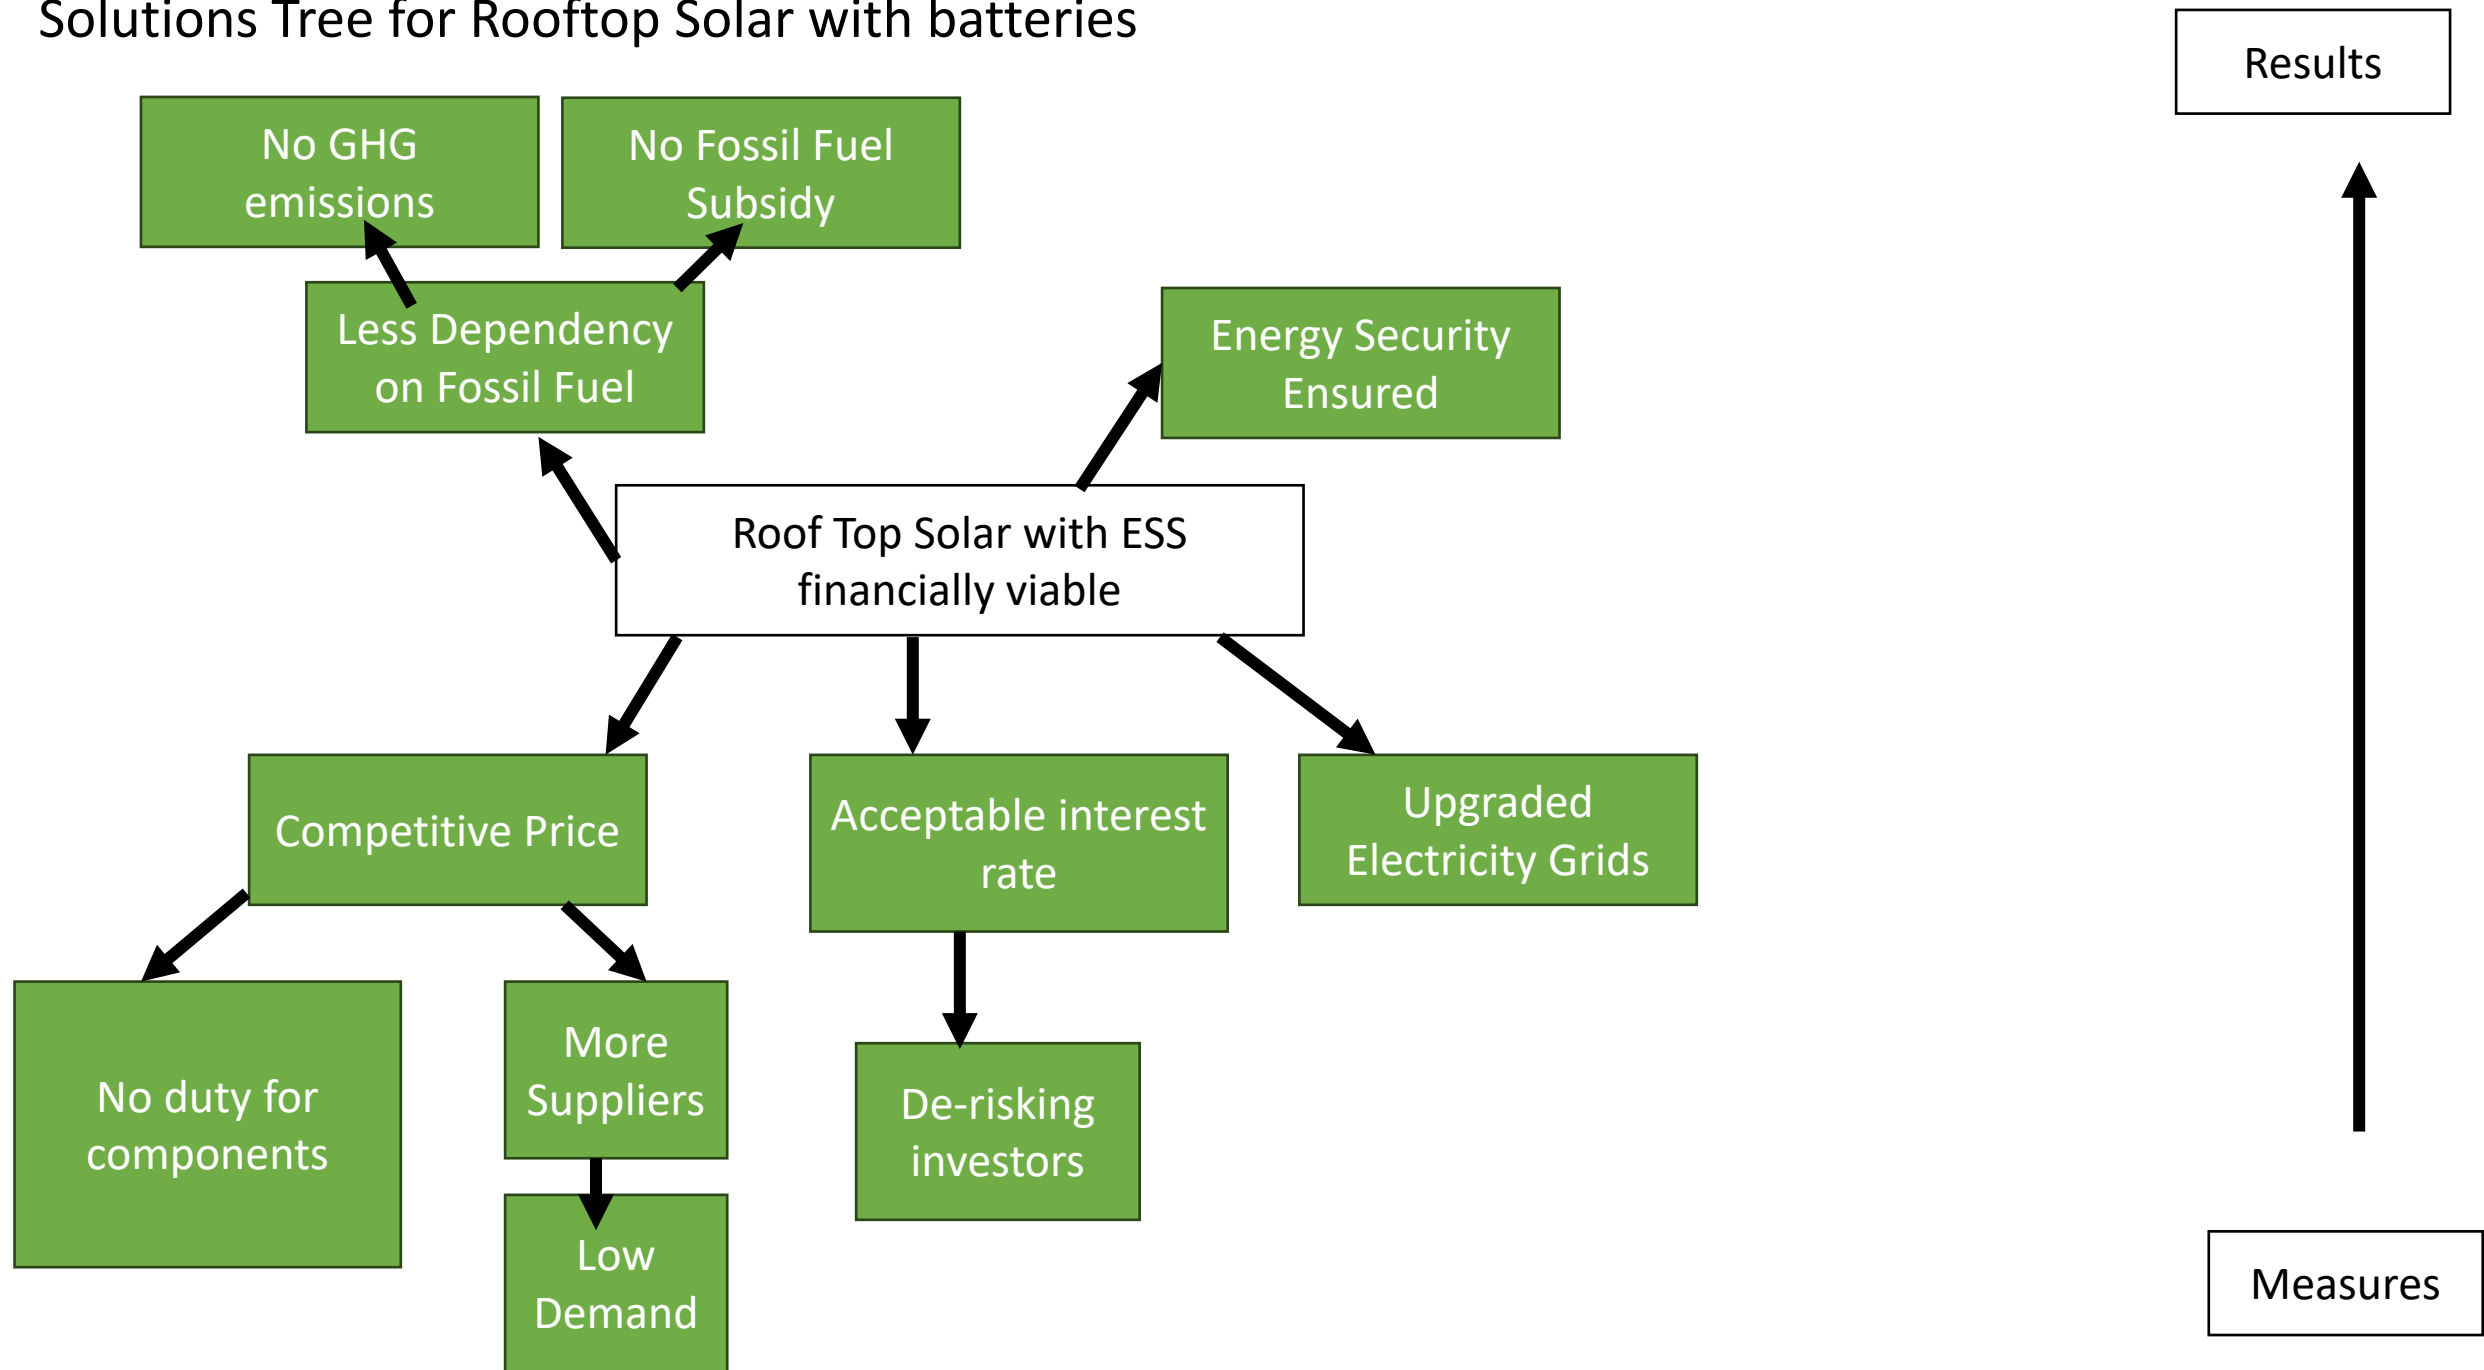 Solutions Tree for Rooftop Solar with batteries
Results
No GHG
emissions
No Fossil Fuel
Subsidy
Less Dependency
on Fossil Fuel
Energy Security
Ensured
Roof Top Solar with ESS
financially viable
Competitive Price
Acceptable interest
rate
Upgraded
Electricity Grids
No duty for
components
More
Suppliers
De-risking
investors
Low
Demand
Measures